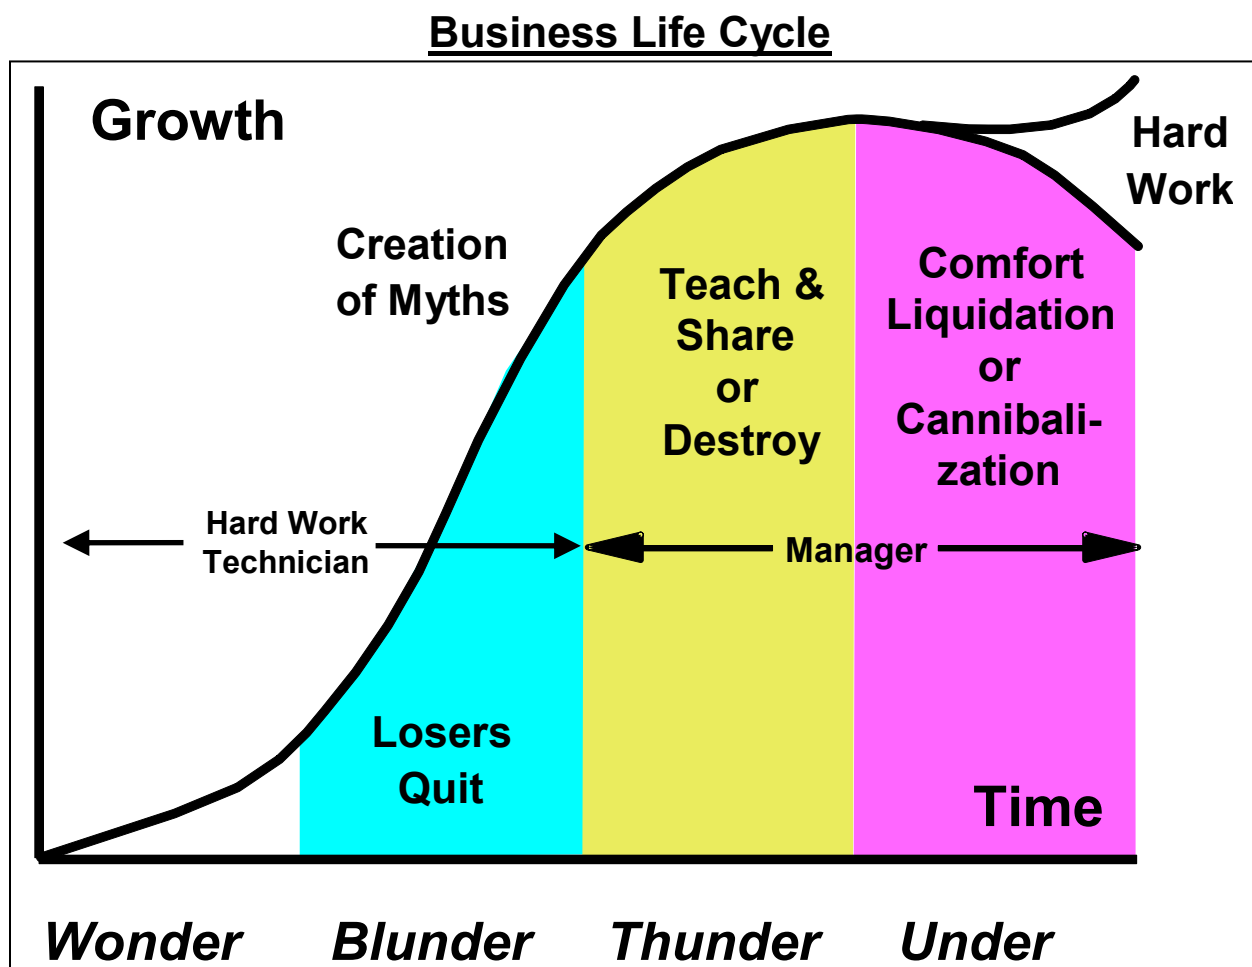 Business Life Cycle
Growth
Hard
Work
Creation
of Myths
Teach &
Share
or
Destroy
Comfort
Liquidation
or
Cannibali-
zation
Hard Work
Technician
Manager
Losers
Quit
Time
Wonder Blunder Thunder Under